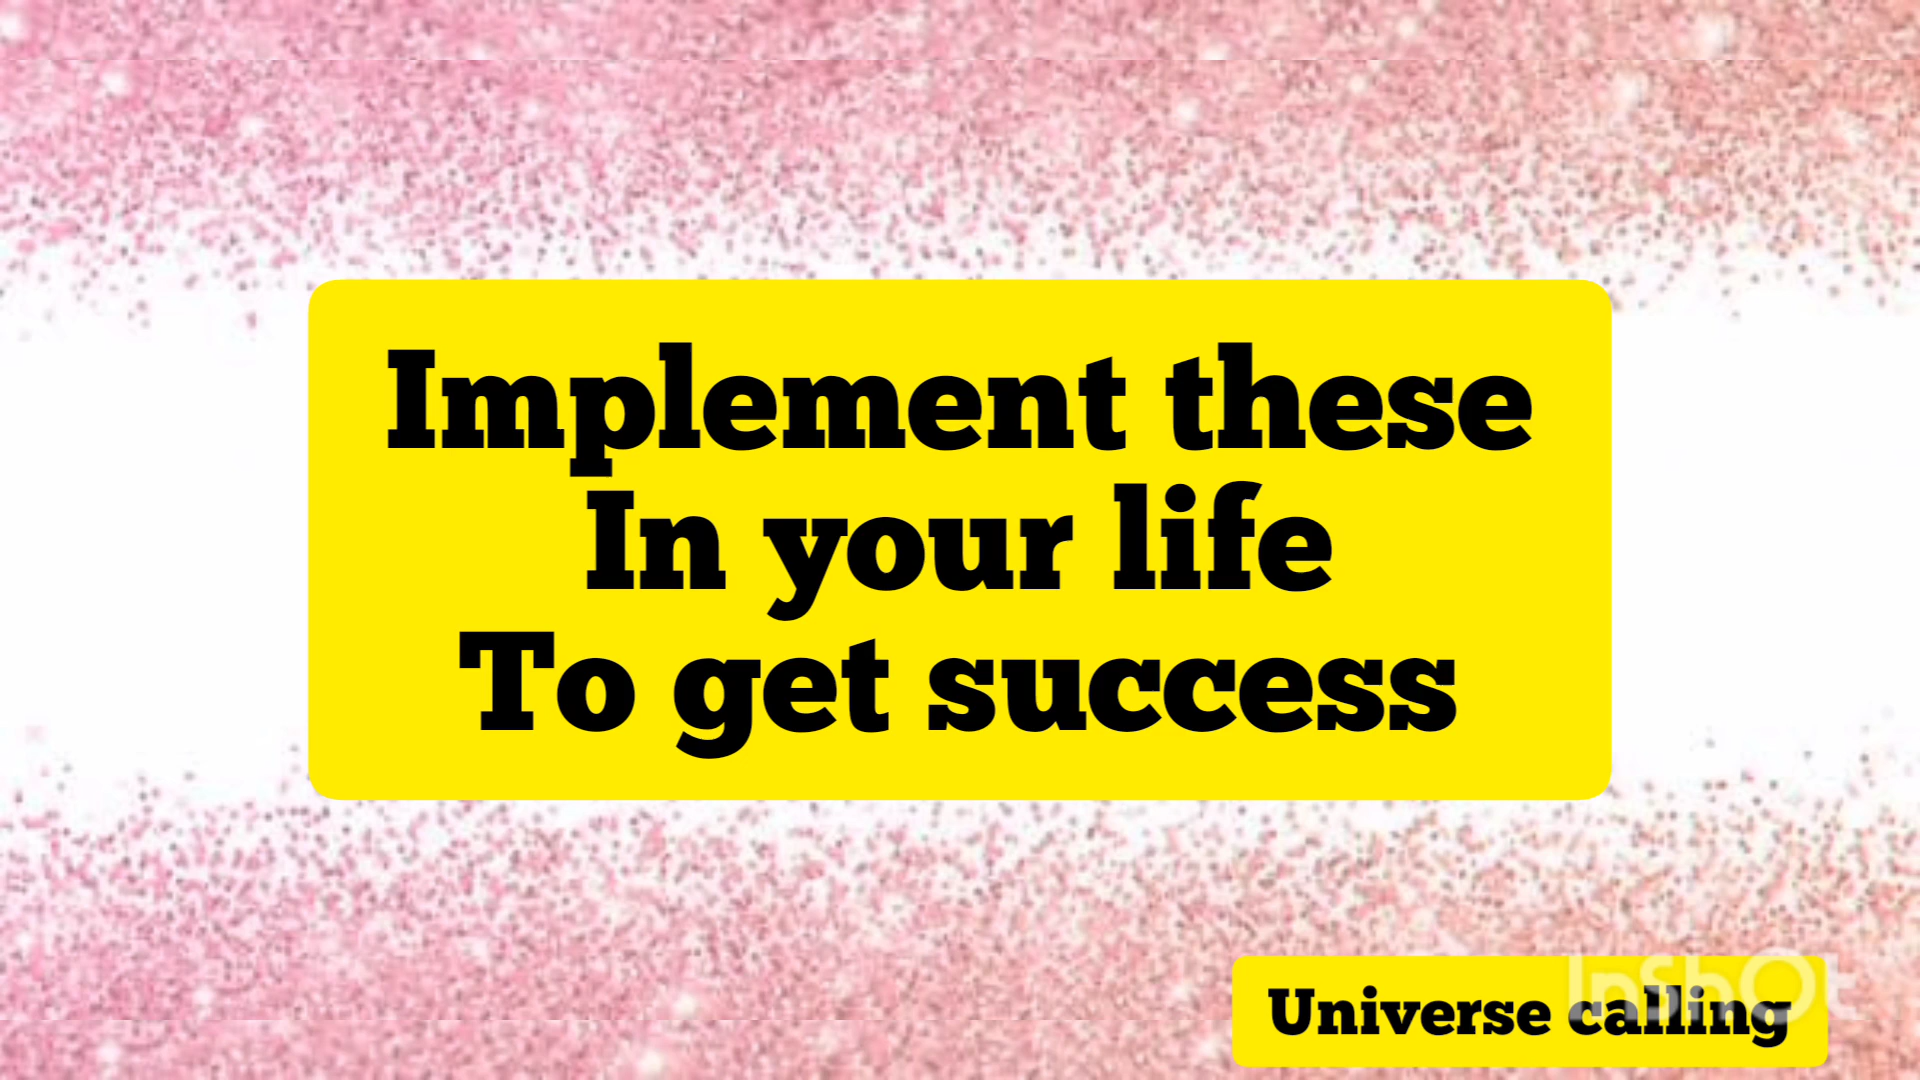 Implement these
In your life
To get success
Universe calling
InShOt